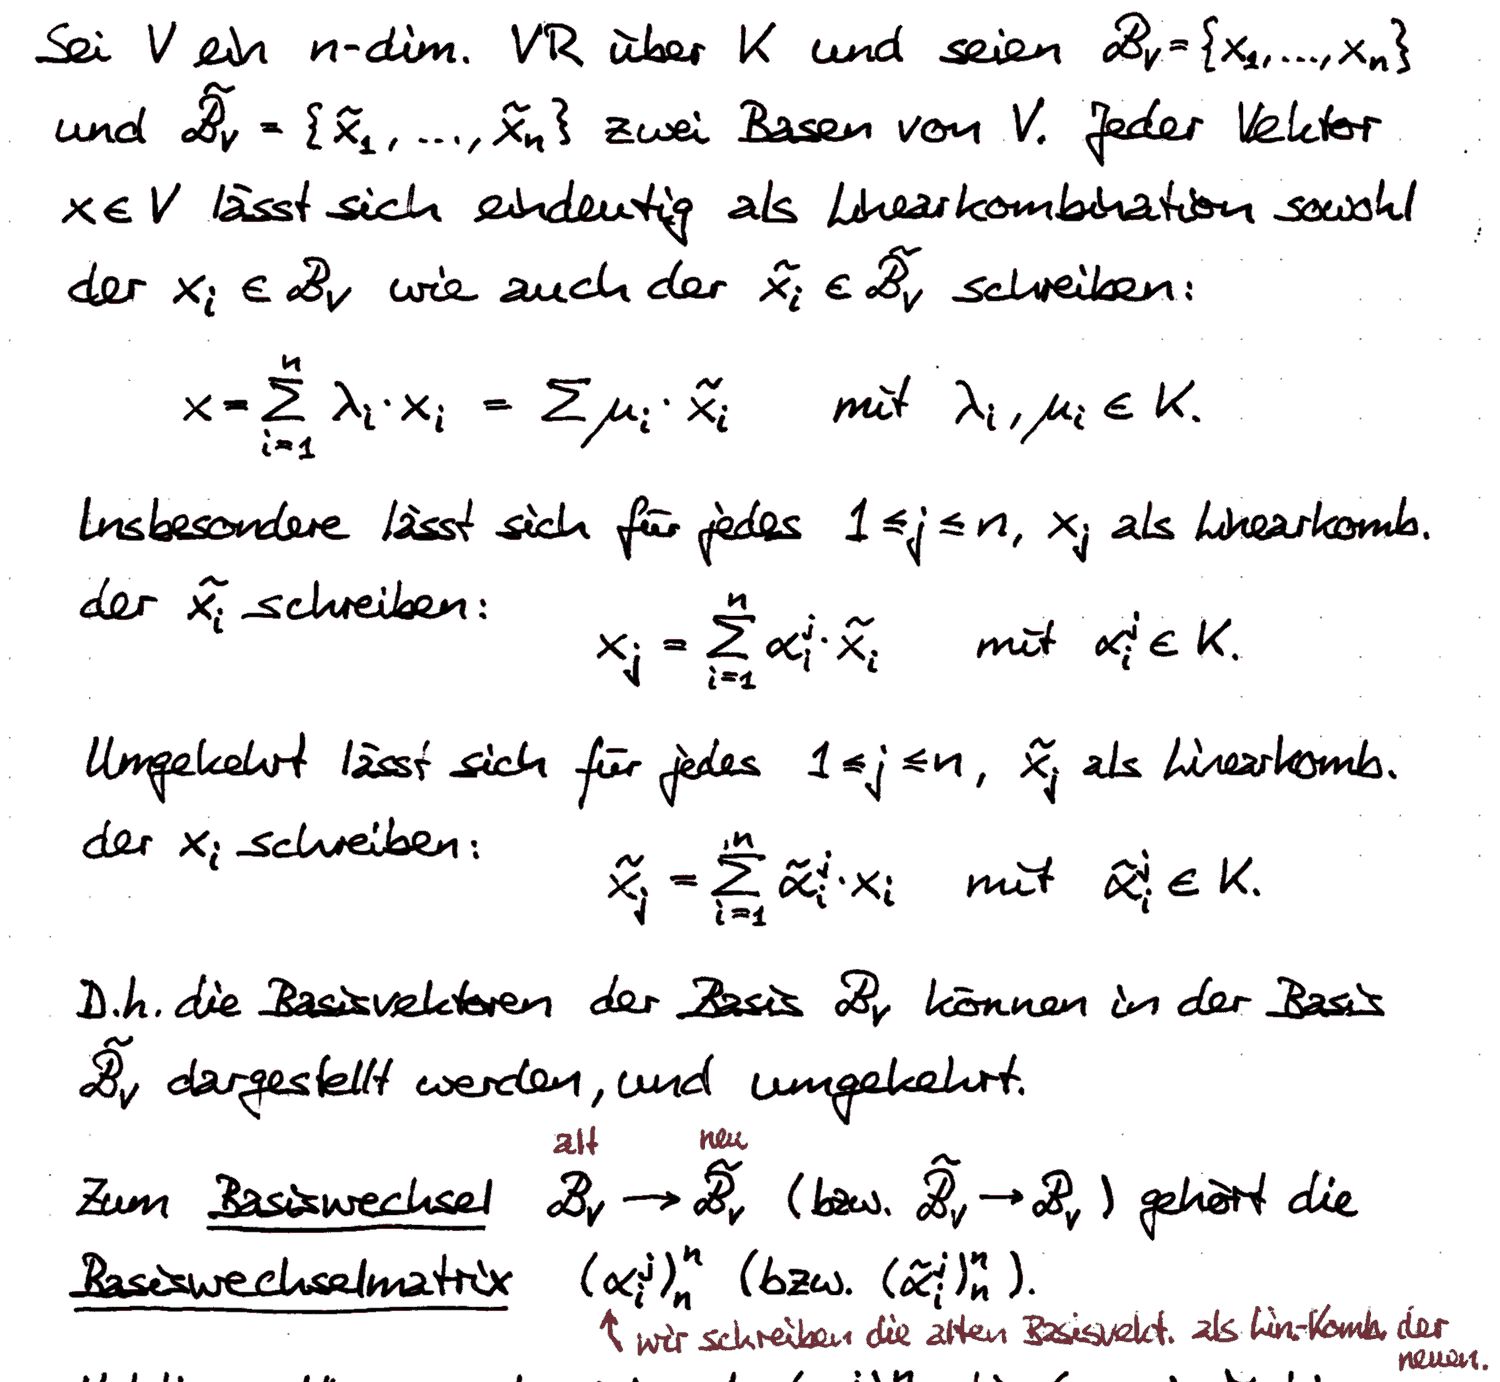 Sei V ein n-dim. VR über K und seien 𝓑_V = {x_1, ..., x_n}
und 𝓑̃_V = {x̃_1, ..., x̃_n} zwei Basen von V. Jeder Vektor
x ∈ V lässt sich eindeutig als Linearkombination sowohl
der x_i ∈ 𝓑_V wie auch der x̃_i ∈ 𝓑̃_V schreiben:
x = ∑_{i=1}^n λ_i · x_i = ∑ μ_i · x̃_i mit λ_i, μ_i ∈ K.
Insbesondere lässt sich für jedes 1 ≤ j ≤ n, x_j als Linearkomb.
der x̃_i schreiben:
x_j = ∑_{i=1}^n α_i^j · x̃_i mit α_i^j ∈ K.
Umgekehrt lässt sich für jedes 1 ≤ j ≤ n, x̃_j als Linearkomb.
der x_i schreiben:
x̃_j = ∑_{i=1}^n α̃_i^j · x_i mit α̃_i^j ∈ K.
D.h. die Basisvektoren der Basis 𝓑_V können in der Basis
𝓑̃_V dargestellt werden, und umgekehrt.
alt neu
Zum Basiswechsel 𝓑_V → 𝓑̃_V (bzw. 𝓑̃_V → 𝓑_V) gehört die
Basiswechselmatrix (α_i^j)_n^n (bzw. (α̃_i^j)_n^n).
↑ wir schreiben die alten Basisvekt. als Lin-Komb. der
neuen.